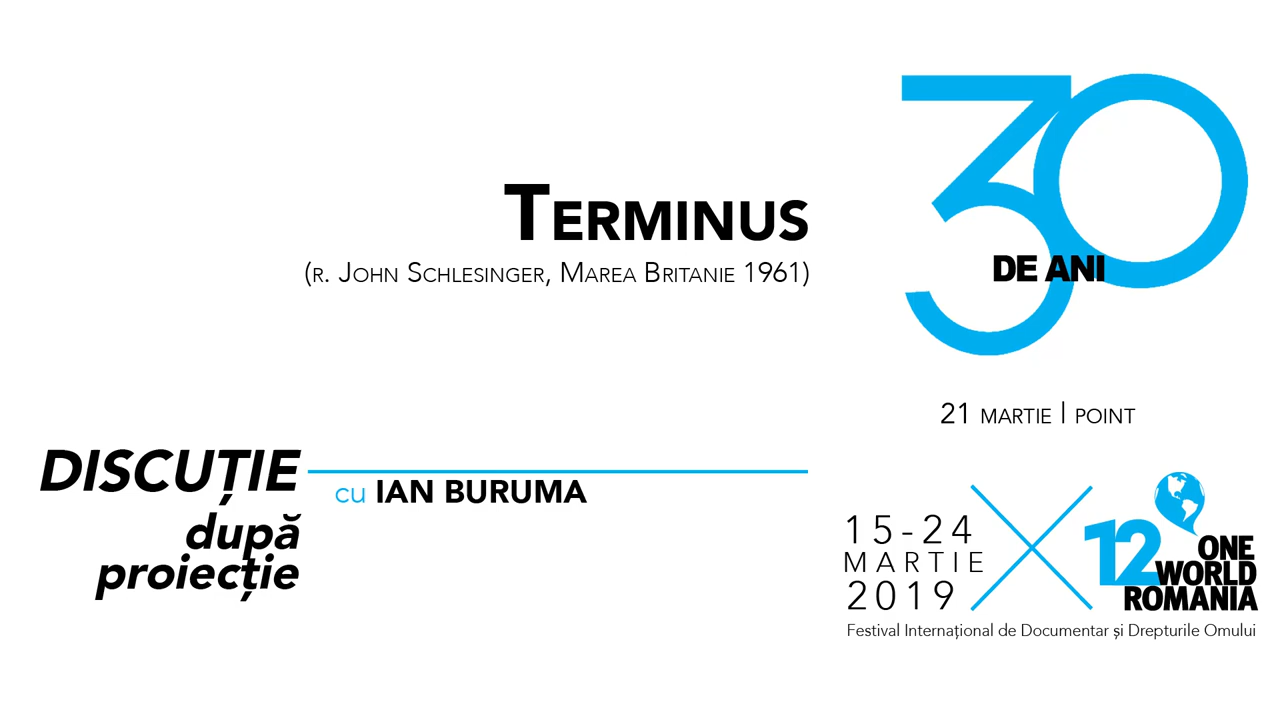 TERMINUS
(R. JOHN SCHLESINGER, MAREA BRITANIE 1961)
30
DE ANI
21 MARTIE | POINT
DISCUȚIE
după
proiecție
cu IAN BURUMA
15-24
MARTIE
2019
12 ONE
WORLD
ROMANIA
Festival Internațional de Documentar și Drepturile Omului